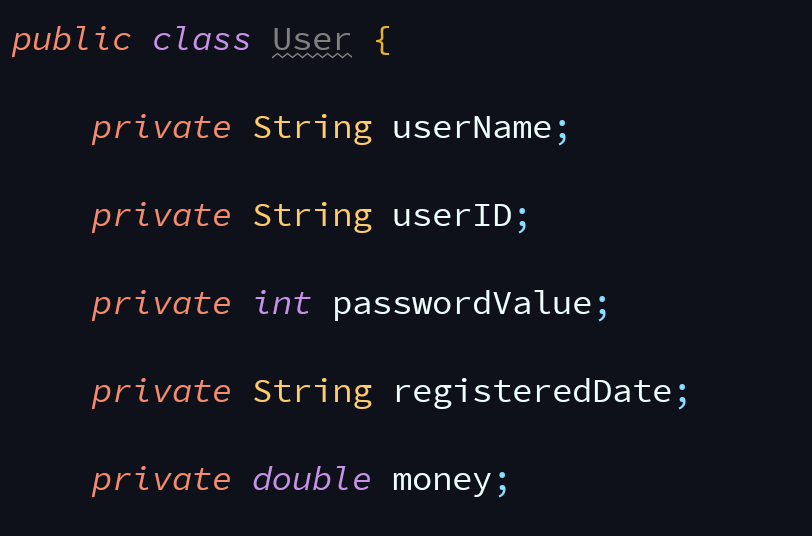 public class User {
private String userName;
private String userID;
private int passwordValue;
private String registeredDate;
private double money;